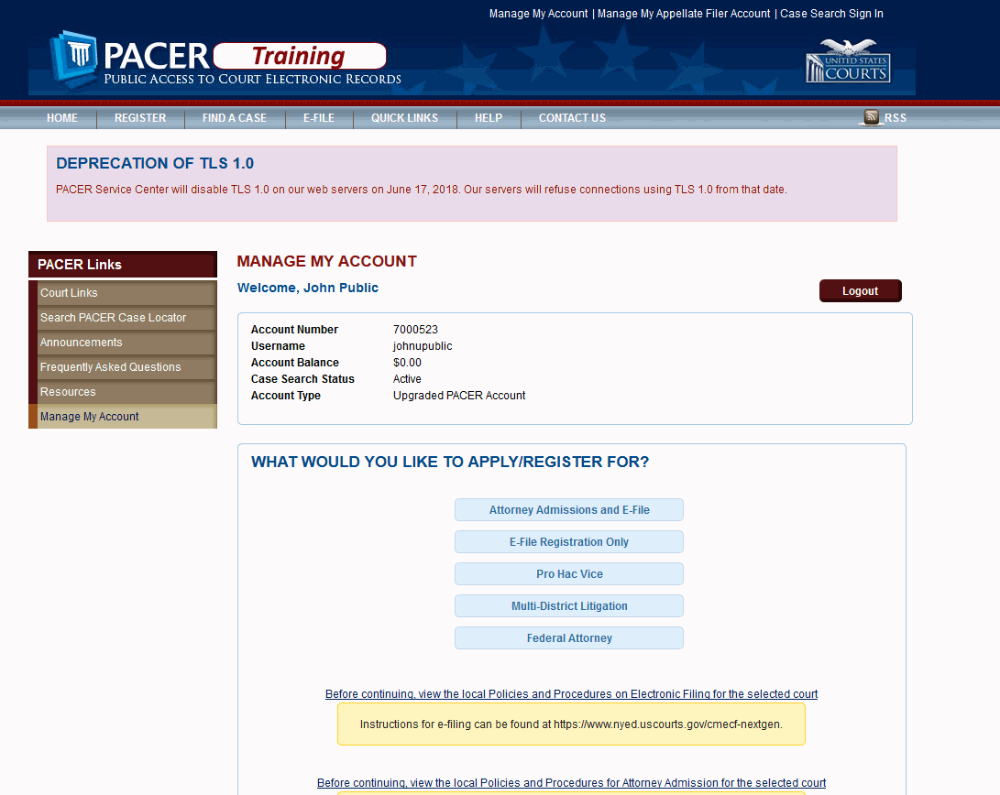 Manage My Account | Manage My Appellate Filer Account | Case Search Sign In
PACER Training
PUBLIC ACCESS TO COURT ELECTRONIC RECORDS
UNITED STATES
COURTS
HOME REGISTER FIND A CASE E-FILE QUICK LINKS HELP CONTACT US RSS
DEPRECATION OF TLS 1.0
PACER Service Center will disable TLS 1.0 on our web servers on June 17, 2018. Our servers will refuse connections using TLS 1.0 from that date.
PACER Links
Court Links
Search PACER Case Locator
Announcements
Frequently Asked Questions
Resources
Manage My Account
MANAGE MY ACCOUNT
Welcome, John Public
Logout
Account Number 7000523
Username johnupublic
Account Balance $0.00
Case Search Status Active
Account Type Upgraded PACER Account
WHAT WOULD YOU LIKE TO APPLY/REGISTER FOR?
Attorney Admissions and E-File
E-File Registration Only
Pro Hac Vice
Multi-District Litigation
Federal Attorney
Before continuing, view the local Policies and Procedures on Electronic Filing for the selected court
Instructions for e-filing can be found at https://www.nyed.uscourts.gov/cmecf-nextgen.
Before continuing, view the local Policies and Procedures for Attorney Admission for the selected court